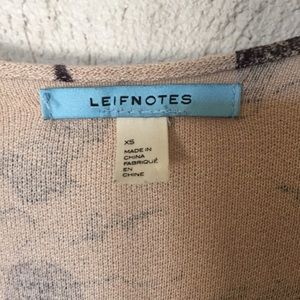 LEIFNOTES
XS
MADE IN
CHINA
FABRIQUÉ
EN
CHINE